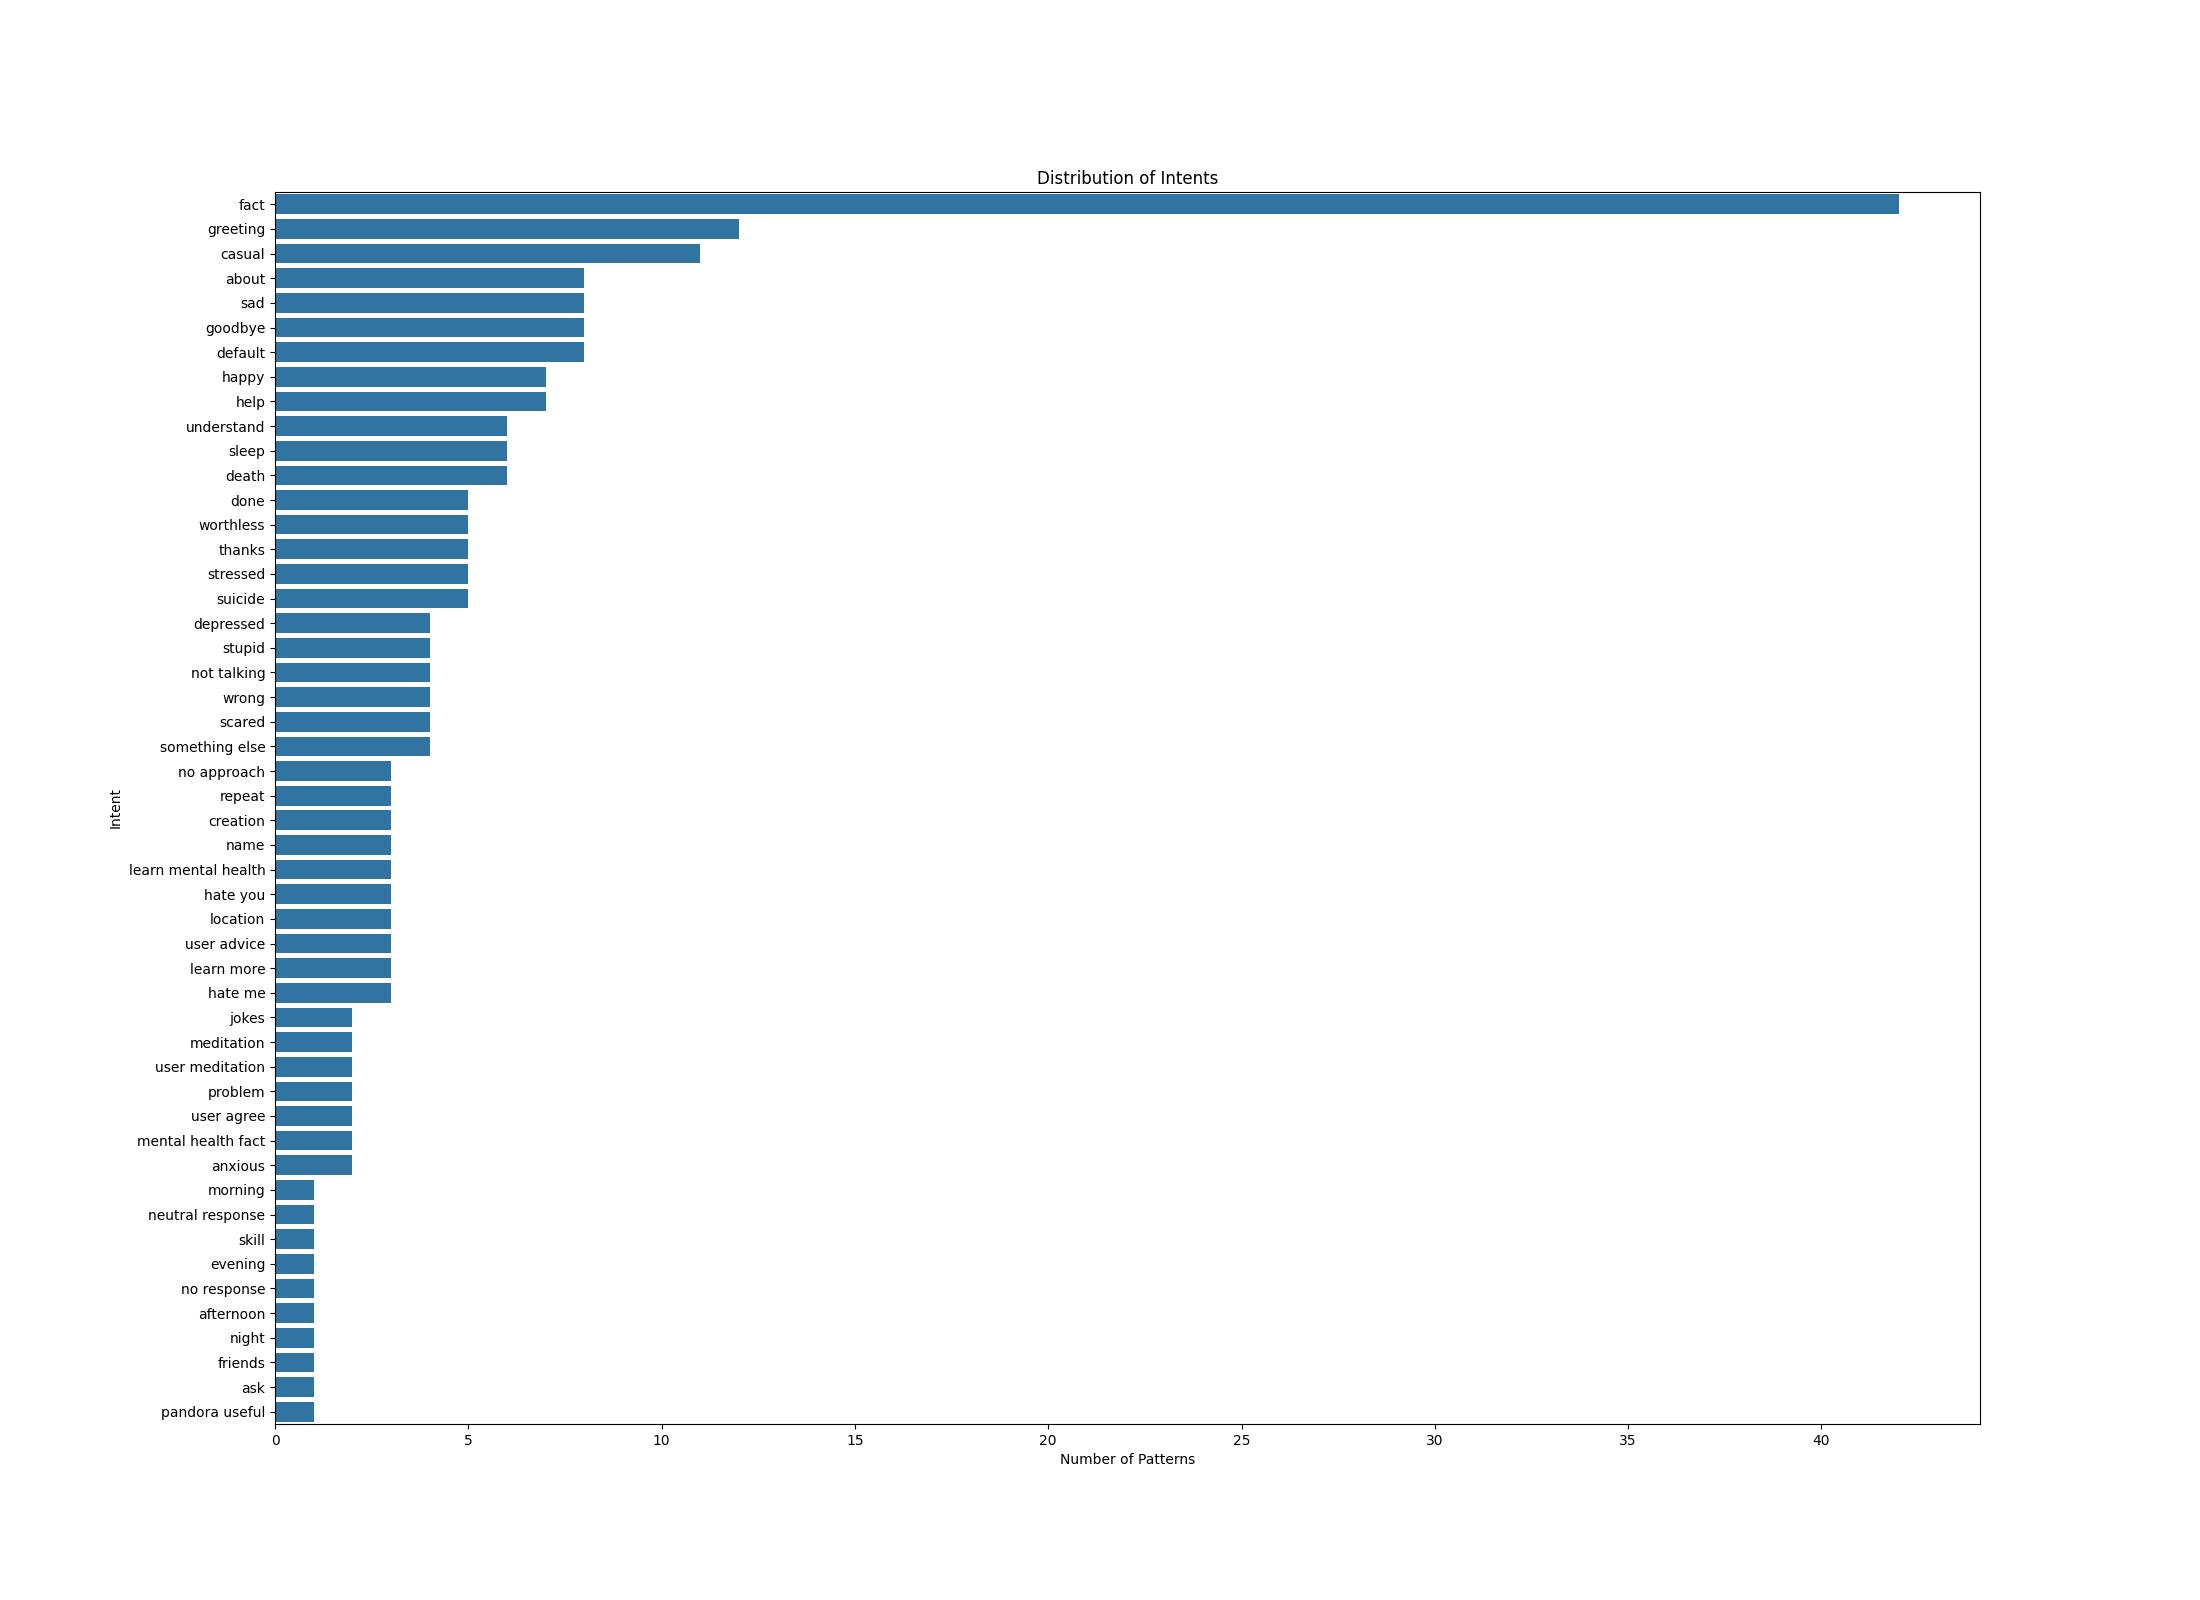 Distribution of Intents
fact
greeting
casual
about
sad
goodbye
default
happy
help
understand
sleep
death
done
worthless
thanks
stressed
suicide
depressed
stupid
not talking
wrong
scared
something else
no approach
repeat
creation
name
learn mental health
hate you
location
user advice
learn more
hate me
jokes
meditation
user meditation
problem
user agree
mental health fact
anxious
morning
neutral response
skill
evening
no response
afternoon
night
friends
ask
pandora useful
Intent
0 5 10 15 20 25 30 35 40
Number of Patterns